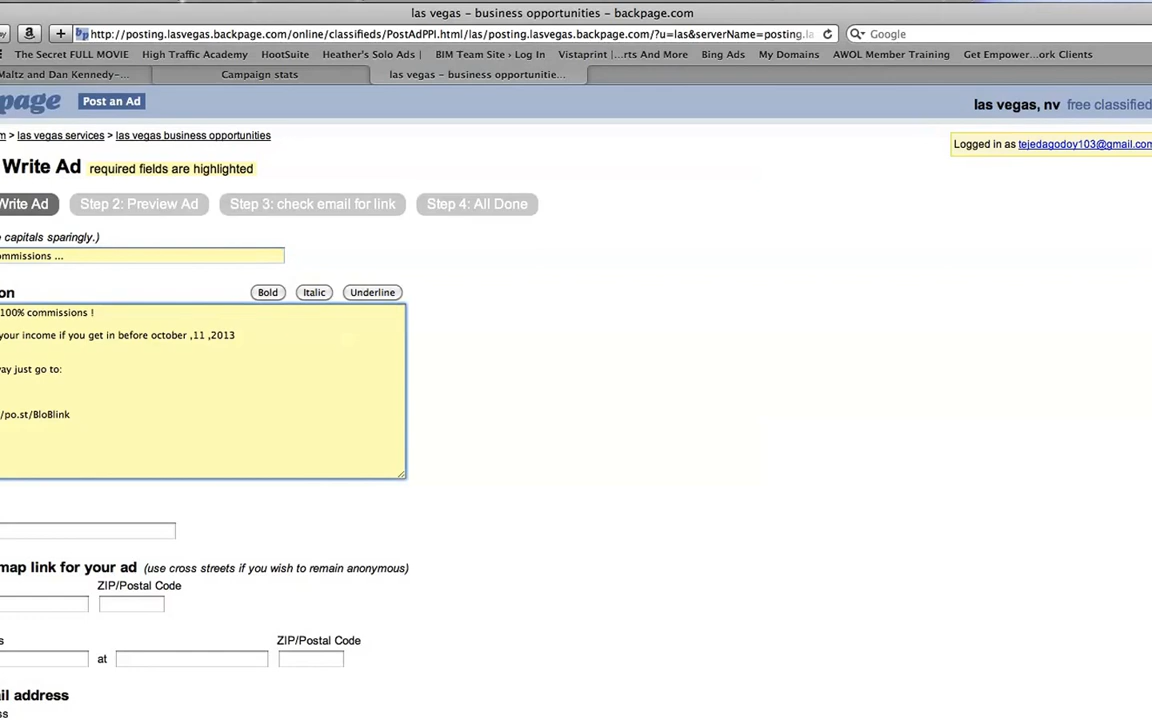 las vegas – business opportunities – backpage.com
http://posting.lasvegas.backpage.com/online/classifieds/PostAdPPI.html/las/posting.lasvegas.backpage.com/?u=las&serverName=posting.
Google
The Secret FULL MOVIE High Traffic Academy HootSuite Heather's Solo Ads | BIM Team Site › Log In Vistaprint |...rts And More Bing Ads My Domains AWOL Member Training Get Empower...ork Clients
Maltz and Dan Kennedy–... Campaign stats las vegas – business opportunitie...
page Post an Ad las vegas, nv free classified
m > las vegas services > las vegas business opportunities
Logged in as tejedagodoy103@gmail.com
Write Ad required fields are highlighted
Write Ad Step 2: Preview Ad Step 3: check email for link Step 4: All Done
e capitals sparingly.)
ommissions ...
on Bold Italic Underline
100% commissions !
your income if you get in before october ,11 ,2013
ay just go to:
/po.st/BloBlink
map link for your ad (use cross streets if you wish to remain anonymous)
ZIP/Postal Code
s ZIP/Postal Code
at
il address
ss